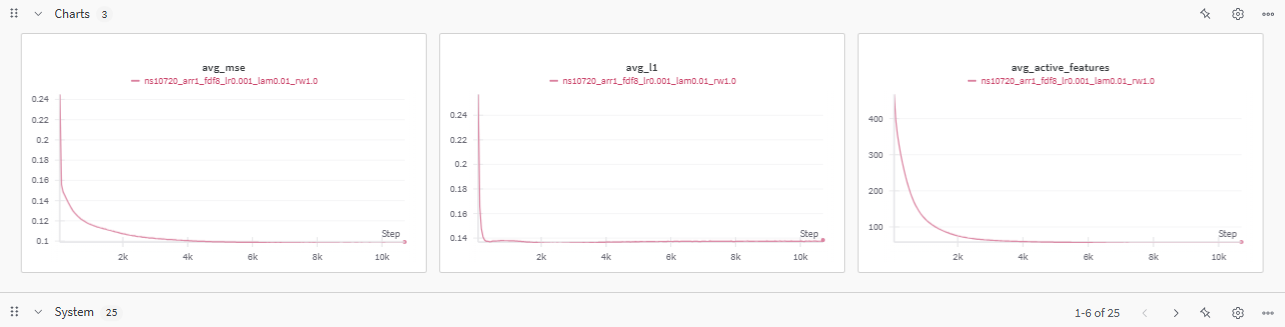 Charts 3
avg_mse
ns10720_arr1_fdf8_lr0.001_lam0.01_rw1.0
0.24
0.22
0.2
0.18
0.16
0.14
0.12
0.1
Step
2k 4k 6k 8k 10k
avg_l1
ns10720_arr1_fdf8_lr0.001_lam0.01_rw1.0
0.24
0.22
0.2
0.18
0.16
0.14
Step
2k 4k 6k 8k 10k
avg_active_features
ns10720_arr1_fdf8_lr0.001_lam0.01_rw1.0
400
300
200
100
Step
2k 4k 6k 8k 10k
System 25
1-6 of 25